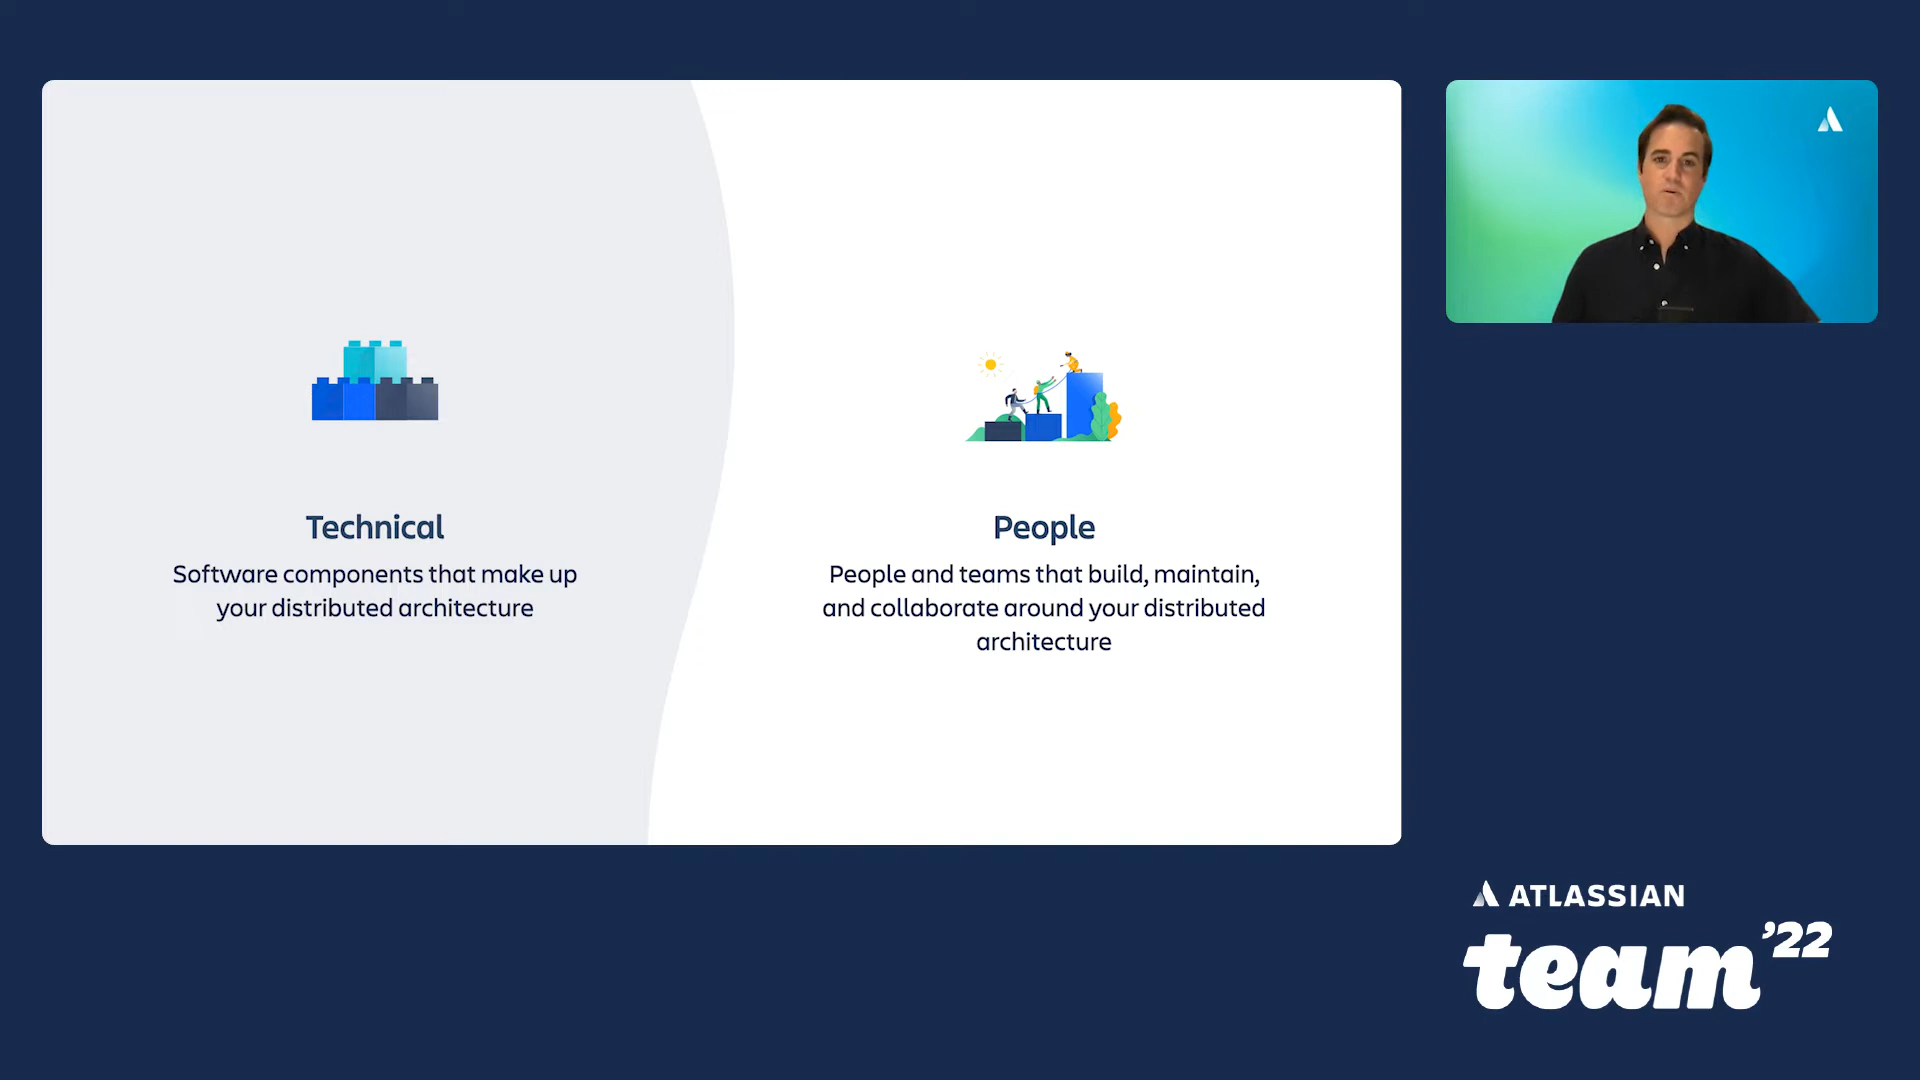 Technical
Software components that make up
your distributed architecture
People
People and teams that build, maintain,
and collaborate around your distributed
architecture
ATLASSIAN
team '22